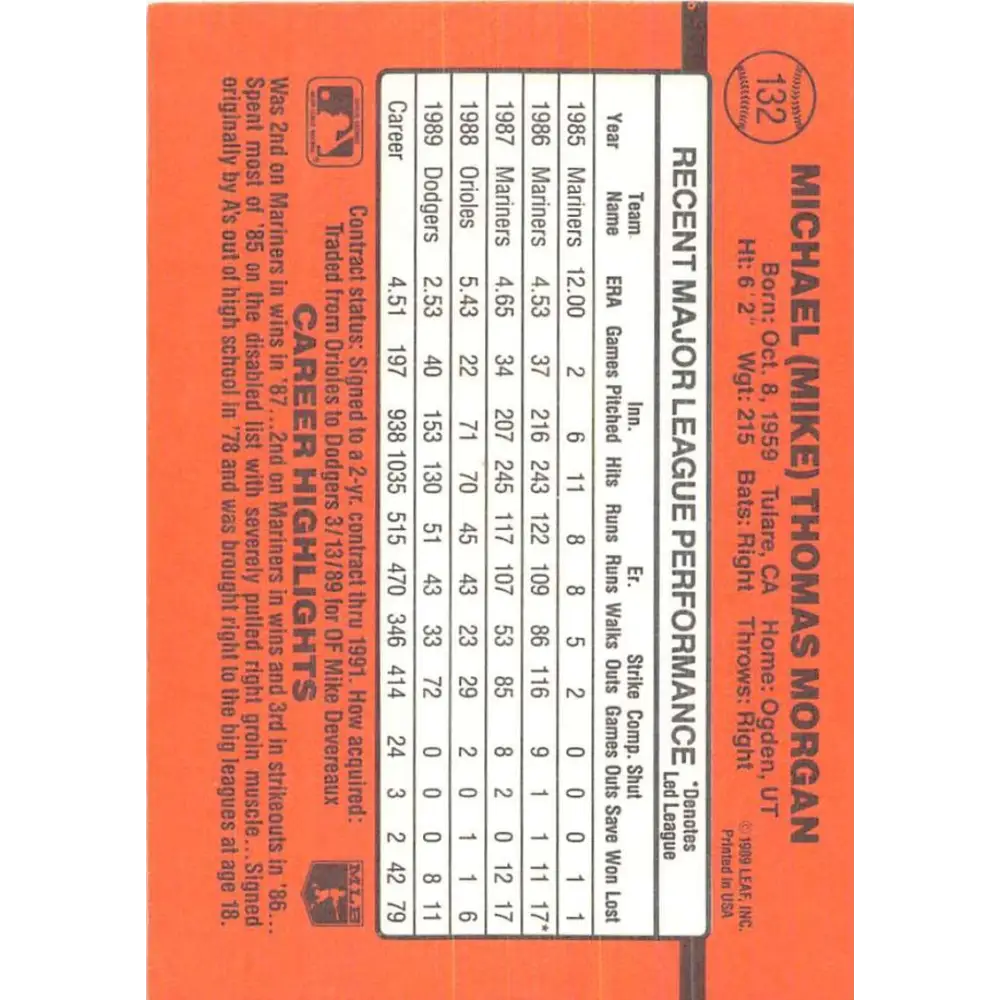 132
MICHAEL (MIKE) THOMAS MORGAN
Born: Oct. 8, 1959 Tulare, CA Home: Ogden, UT
Ht: 6'2" Wgt: 215 Bats: Right Throws: Right
© 1989 LEAF, INC.
Printed in USA
RECENT MAJOR LEAGUE PERFORMANCE *Denotes Led League
Year Team Name ERA Games Inn. Pitched Hits Runs Er. Runs Walks Strike Outs Comp. Games Shut Outs Save Won Lost
1985 Mariners 12.00 2 6 11 8 8 5 2 0 0 0 1 1
1986 Mariners 4.53 37 216 243 122 109 86 116 9 1 1 11 17*
1987 Mariners 4.65 34 207 245 117 107 53 85 8 2 0 12 17
1988 Orioles 5.43 22 71 70 45 43 23 29 2 0 1 1 6
1989 Dodgers 2.53 40 153 130 51 43 33 72 0 0 0 8 11
Career 4.51 197 938 1035 515 470 346 414 24 3 2 42 79
Contract status: Signed to a 2-yr. contract thru 1991. How acquired:
Traded from Orioles to Dodgers 3/13/89 for OF Mike Devereaux
MLB
CAREER HIGHLIGHTS
Was 2nd on Mariners in wins in '87...2nd on Mariners in wins and 3rd in strikeouts in '86...
Spent most of '85 on the disabled list with severely pulled right groin muscle...Signed
originally by A's out of high school in '78 and was brought right to the big leagues at age 18.